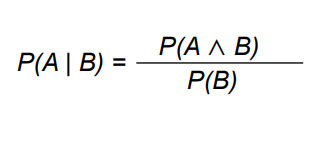 P(A | B) = P(A ∧ B)
P(B)